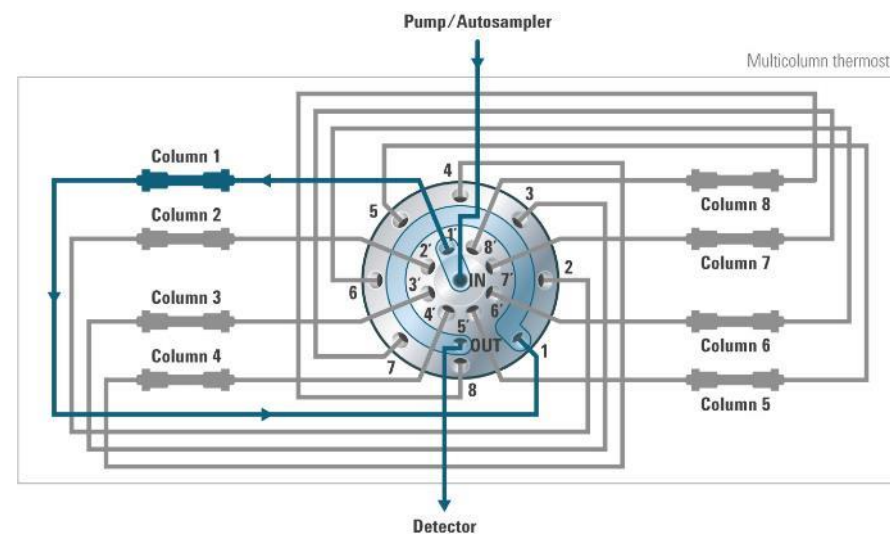 Pump/Autosampler
Multicolumn thermost
Column 1
Column 2
Column 3
Column 4
4
3
5
1′
8′
2′
2
IN
7′
3′
6
6′
4′
5′
OUT
1
7
8
Column 8
Column 7
Column 6
Column 5
Detector